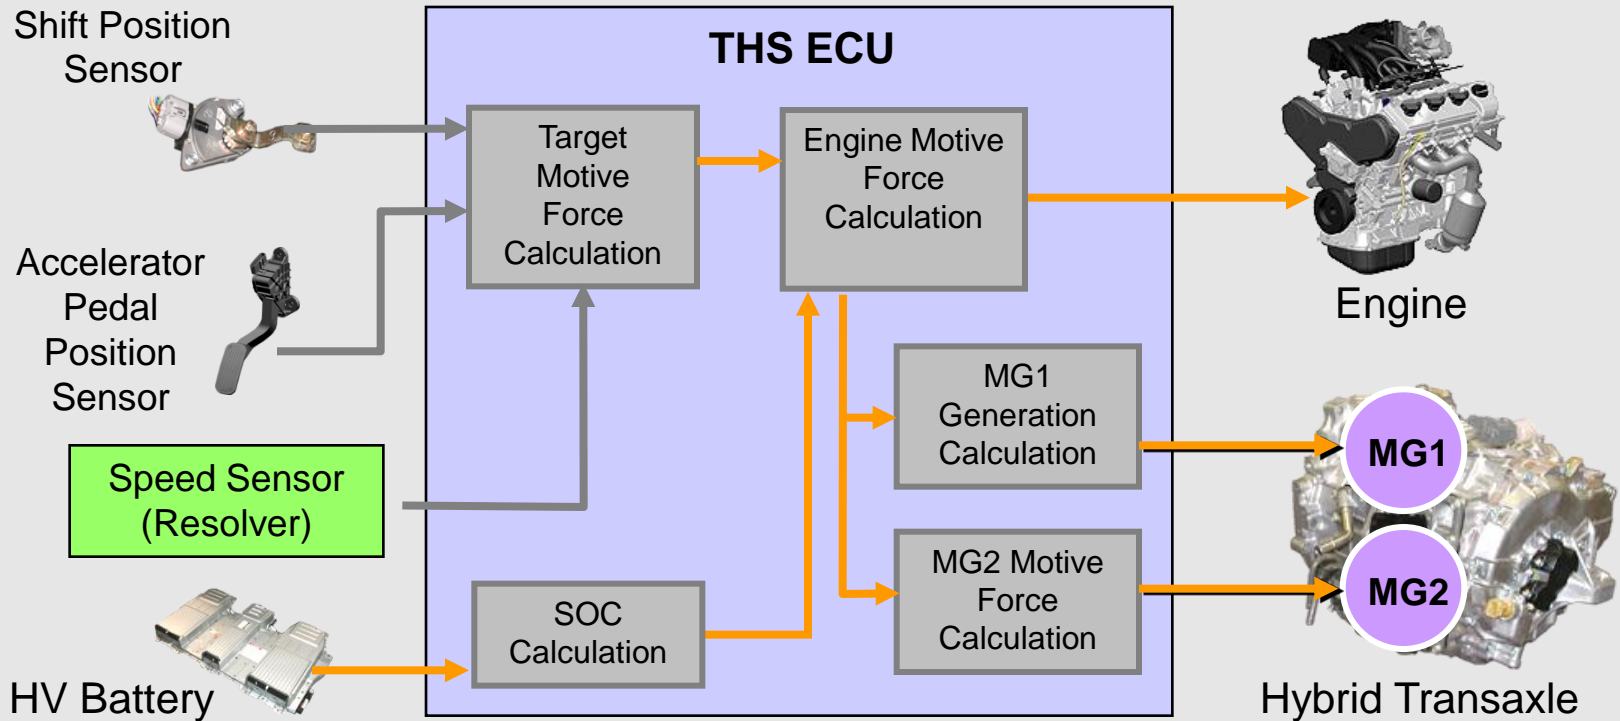 Shift Position
Sensor
THS ECU
Target
Motive
Force
Calculation
Engine Motive
Force
Calculation
Accelerator
Pedal
Position
Sensor
Engine
MG1
Generation
Calculation
MG1
Speed Sensor
(Resolver)
MG2 Motive
Force
Calculation
MG2
SOC
Calculation
HV Battery
Hybrid Transaxle